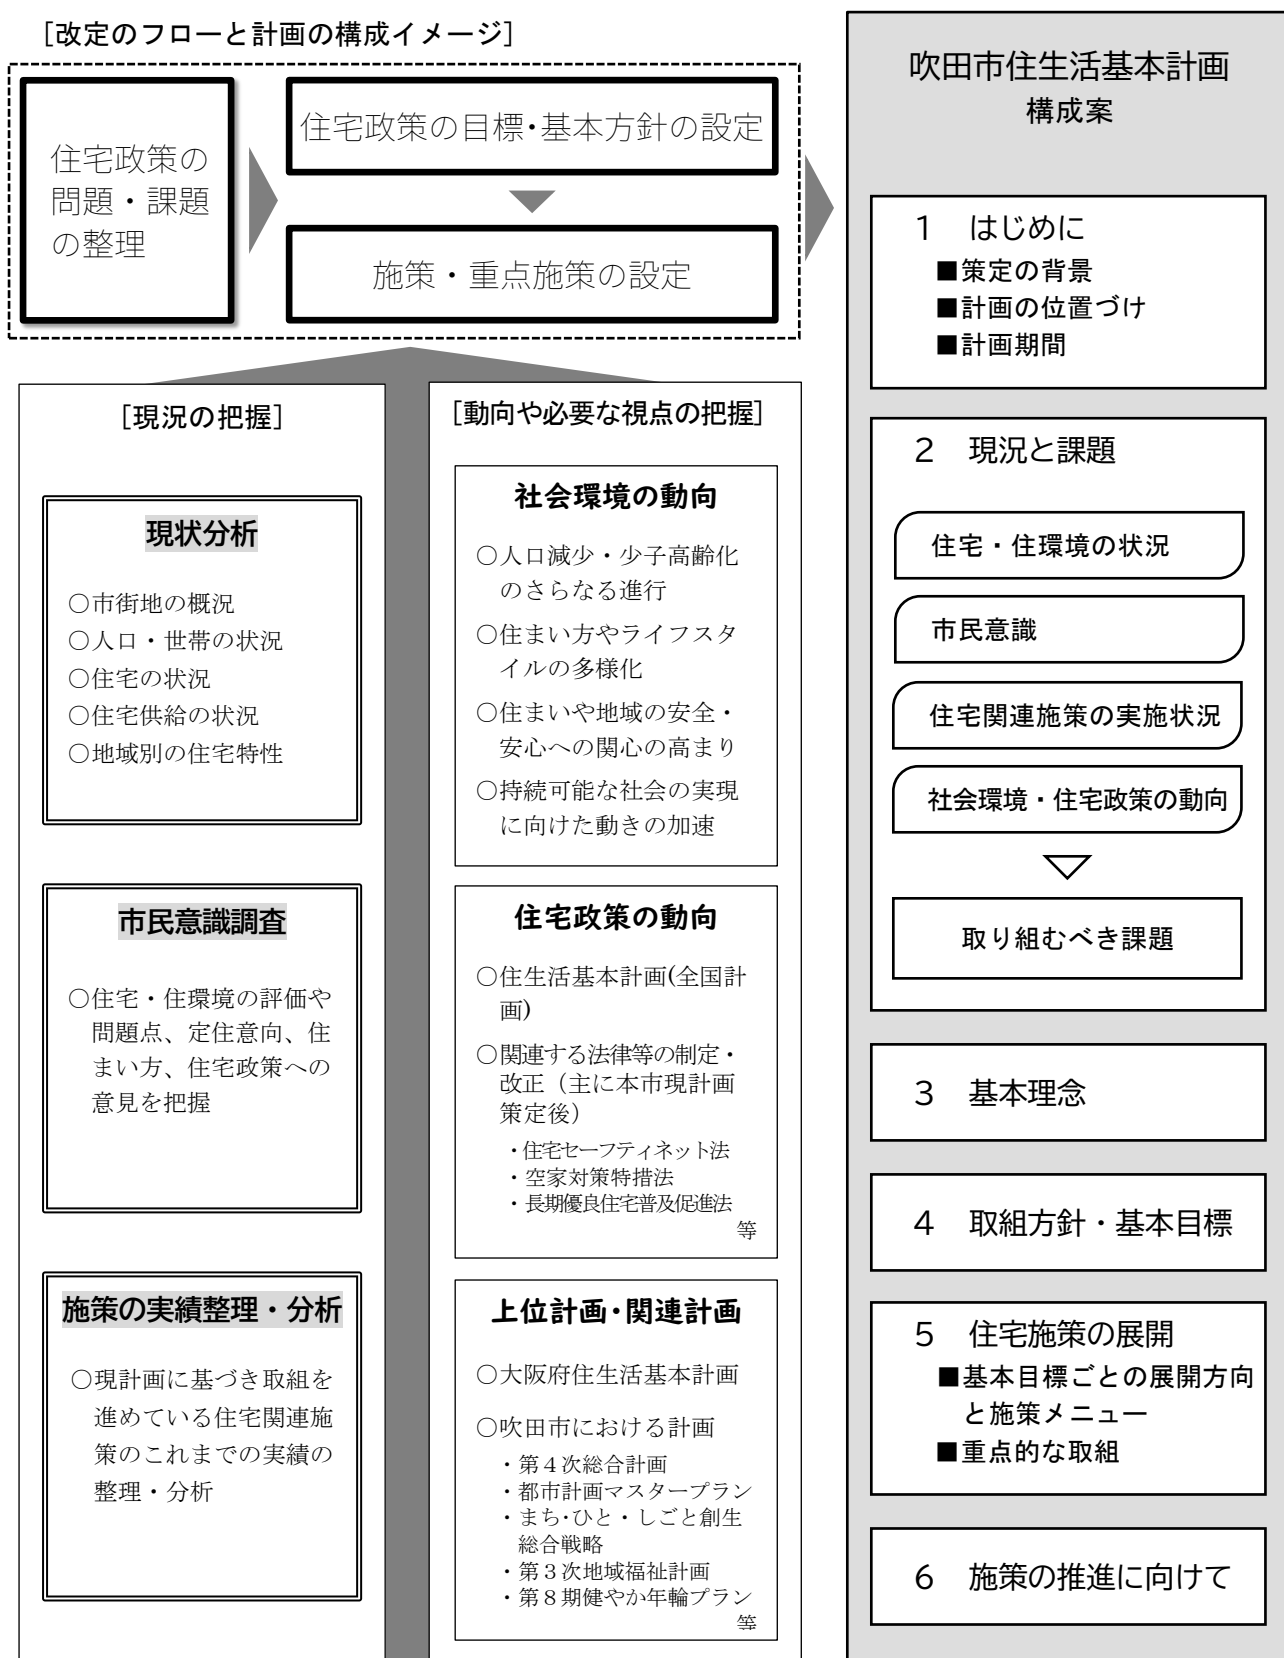 ［改定のフローと計画の構成イメージ］
住宅政策の
問題・課題
の整理
住宅政策の目標・基本方針の設定
施策・重点施策の設定
［現況の把握］
現状分析
○市街地の概況
○人口・世帯の状況
○住宅の状況
○住宅供給の状況
○地域別の住宅特性
市民意識調査
○住宅・住環境の評価や
問題点、定住意向、住
まい方、住宅政策への
意見を把握
施策の実績整理・分析
○現計画に基づき取組を
進めている住宅関連施
策のこれまでの実績の
整理・分析
［動向や必要な視点の把握］
社会環境の動向
○人口減少・少子高齢化
のさらなる進行
○住まい方やライフスタ
イルの多様化
○住まいや地域の安全・
安心への関心の高まり
○持続可能な社会の実現
に向けた動きの加速
住宅政策の動向
○住生活基本計画(全国計
画)
○関連する法律等の制定・
改正（主に本市現計画
策定後）
・住宅セーフティネット法
・空家対策特措法
・長期優良住宅普及促進法
等
上位計画・関連計画
○大阪府住生活基本計画
○吹田市における計画
・第４次総合計画
・都市計画マスタープラン
・まち・ひと・しごと創生
総合戦略
・第３次地域福祉計画
・第８期健やか年輪プラン
等
吹田市住生活基本計画
構成案
１　はじめに
■策定の背景
■計画の位置づけ
■計画期間
２　現況と課題
住宅・住環境の状況
市民意識
住宅関連施策の実施状況
社会環境・住宅政策の動向
取り組むべき課題
３　基本理念
４　取組方針・基本目標
５　住宅施策の展開
■基本目標ごとの展開方向
と施策メニュー
■重点的な取組
６　施策の推進に向けて